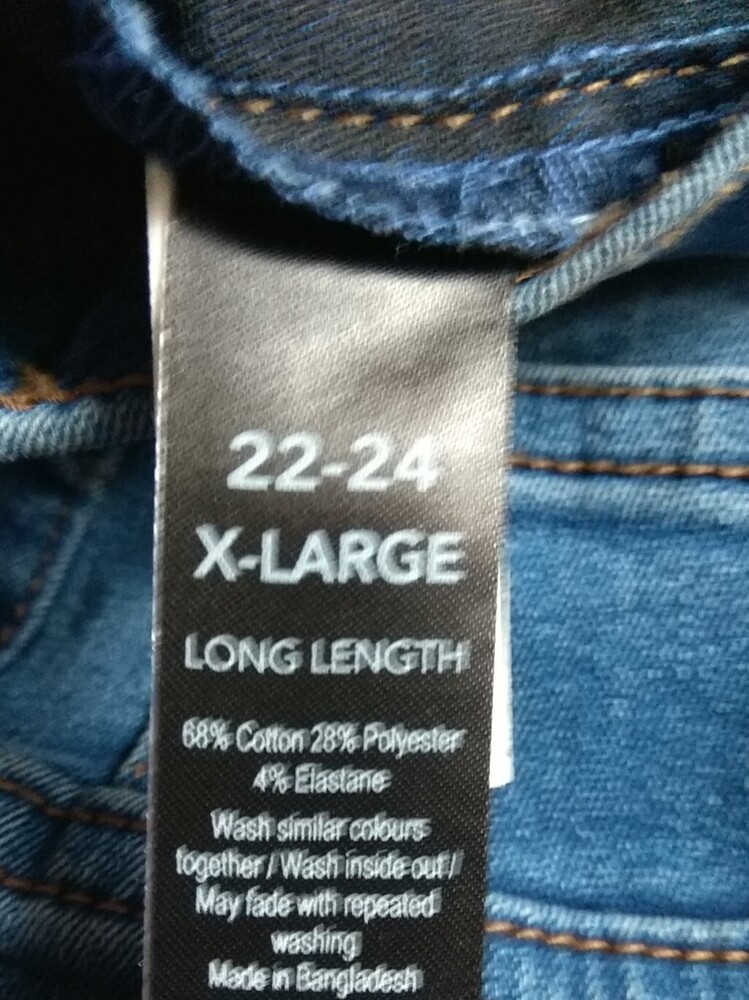 22-24
X-LARGE
LONG LENGTH
68% Cotton 28% Polyester
4% Elastane
Wash similar colours
together / Wash inside out /
May fade with repeated
washing
Made in Bangladesh